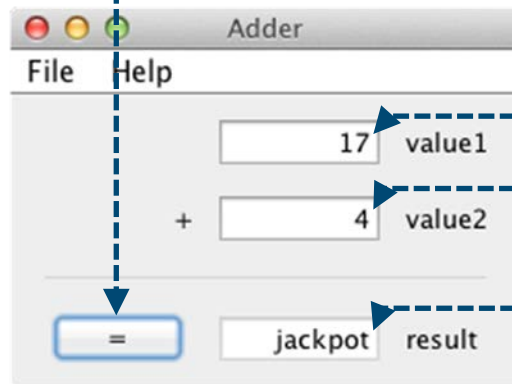 Adder
File Help
17 value1
+ 4 value2
= jackpot result